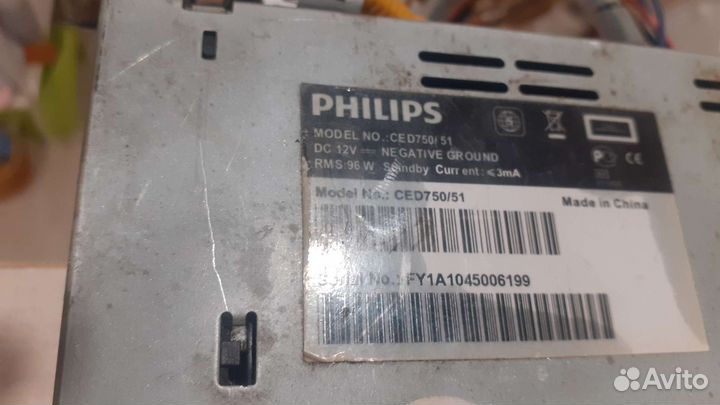 PHILIPS
MODEL NO.:CED750/51
DC 12V NEGATIVE GROUND
RMS:96 W Standby Current:≤3mA
Model No.: CED750/51
Made in China
Serial No.: FY1A1045006199
Avito